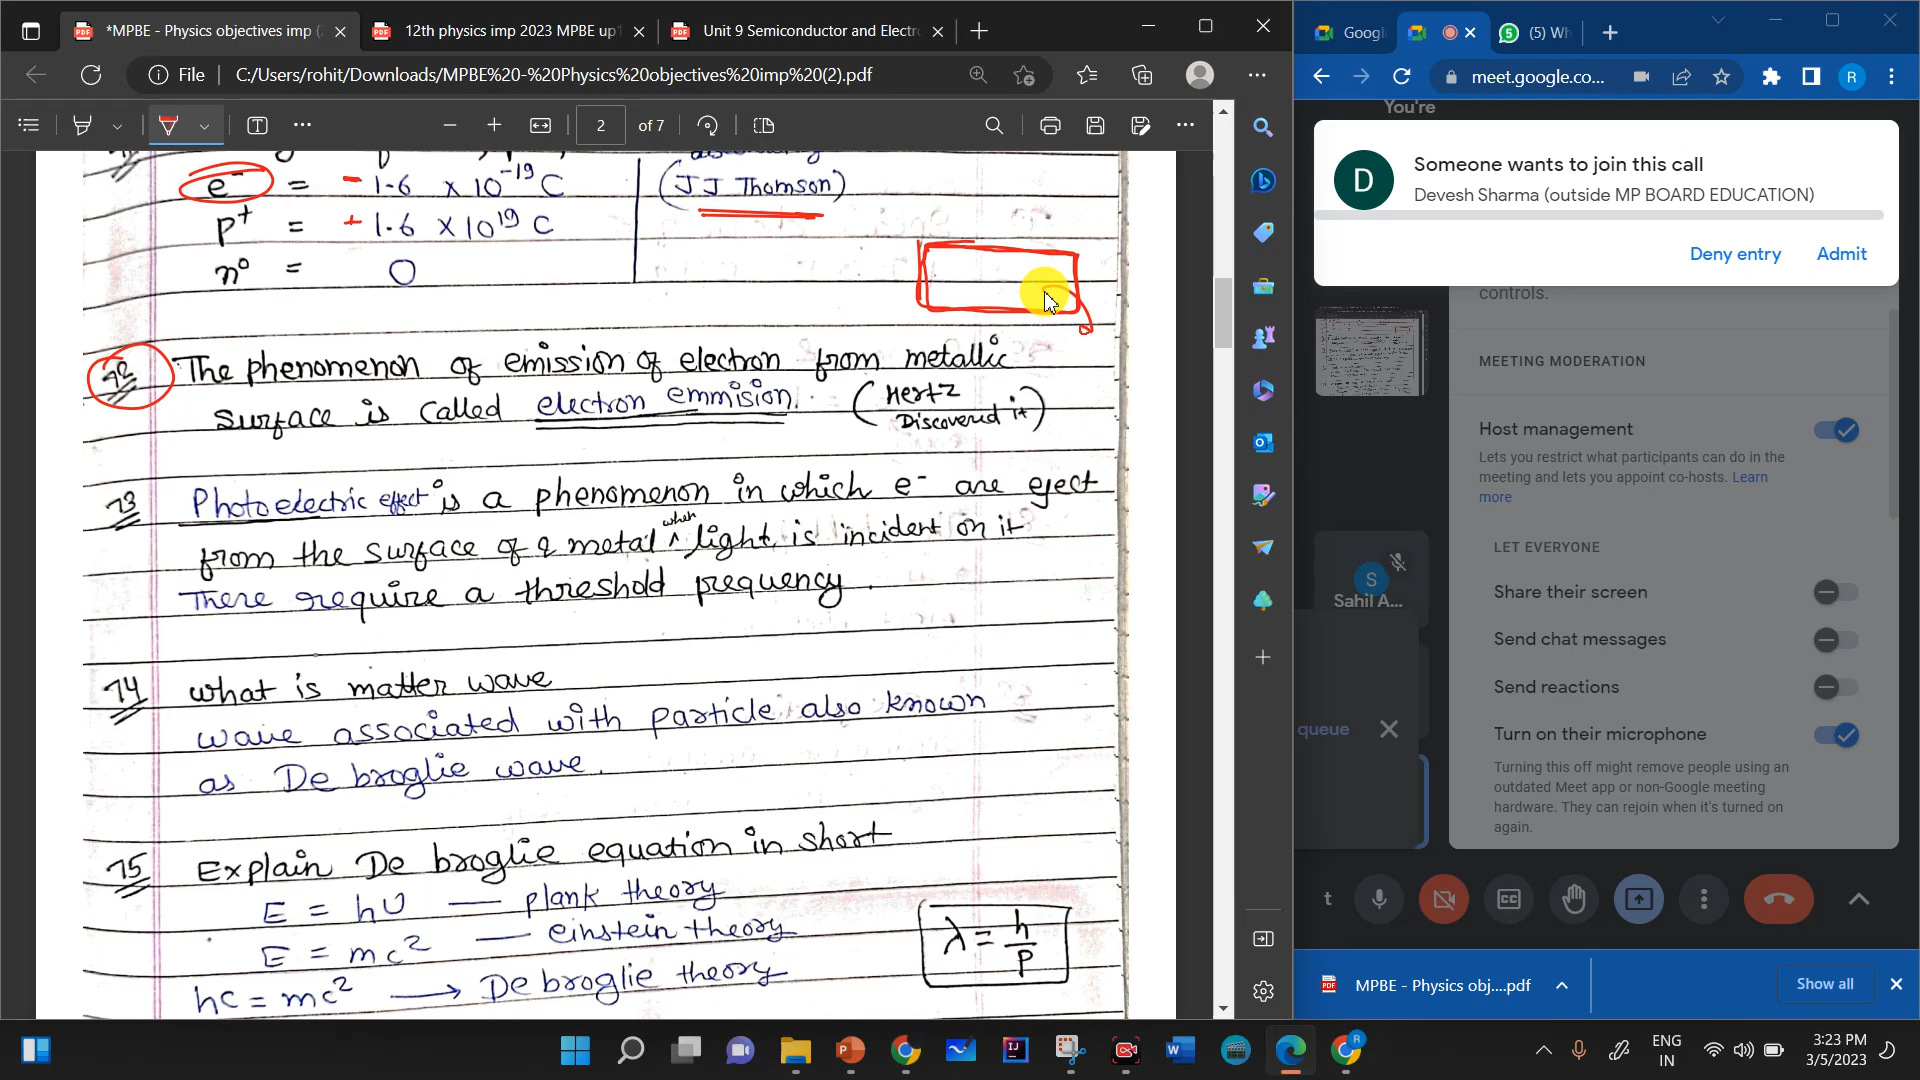 *MPBE - Physics objectives imp (
12th physics imp 2023 MPBE up
Unit 9 Semiconductor and Electr
File
C:/Users/rohit/Downloads/MPBE%20-%20Physics%20objectives%20imp%20(2).pdf
2
of 7
e- = - 1.6 x 10-19 C
(JJ Thomson)
p+ = + 1.6 x 10 19 C
n° = 0
72 The phenomenon of emission of electron from metallic
surface is called electron emmision. (Hertz
Discovered it)
73 Photoelectric effect is a phenomenon in which e- are eject
from the surface of a metal when light is incident on it
There require a threshold frequency.
74 what is matter wave
wave associated with particle also known
as De broglie wave.
75 Explain De broglie equation in short
E = hυ — plank theory
E = mc2 — einstein theory
hc = mc2 → De broglie theory
λ = h/p
Googl
(5) Wh
meet.google.co...
R
You're
Someone wants to join this call
D
Devesh Sharma (outside MP BOARD EDUCATION)
Deny entry
Admit
controls.
MEETING MODERATION
Host management
Lets you restrict what participants can do in the
meeting and lets you appoint co-hosts. Learn
more
LET EVERYONE
S
Sahil A...
Share their screen
Send chat messages
Send reactions
queue
Turn on their microphone
Turning this off might remove people using an
outdated Meet app or non-Google meeting
hardware. They can rejoin when it's turned on
again.
t
MPBE - Physics obj....pdf
Show all
ENG
IN
3:23 PM
3/5/2023